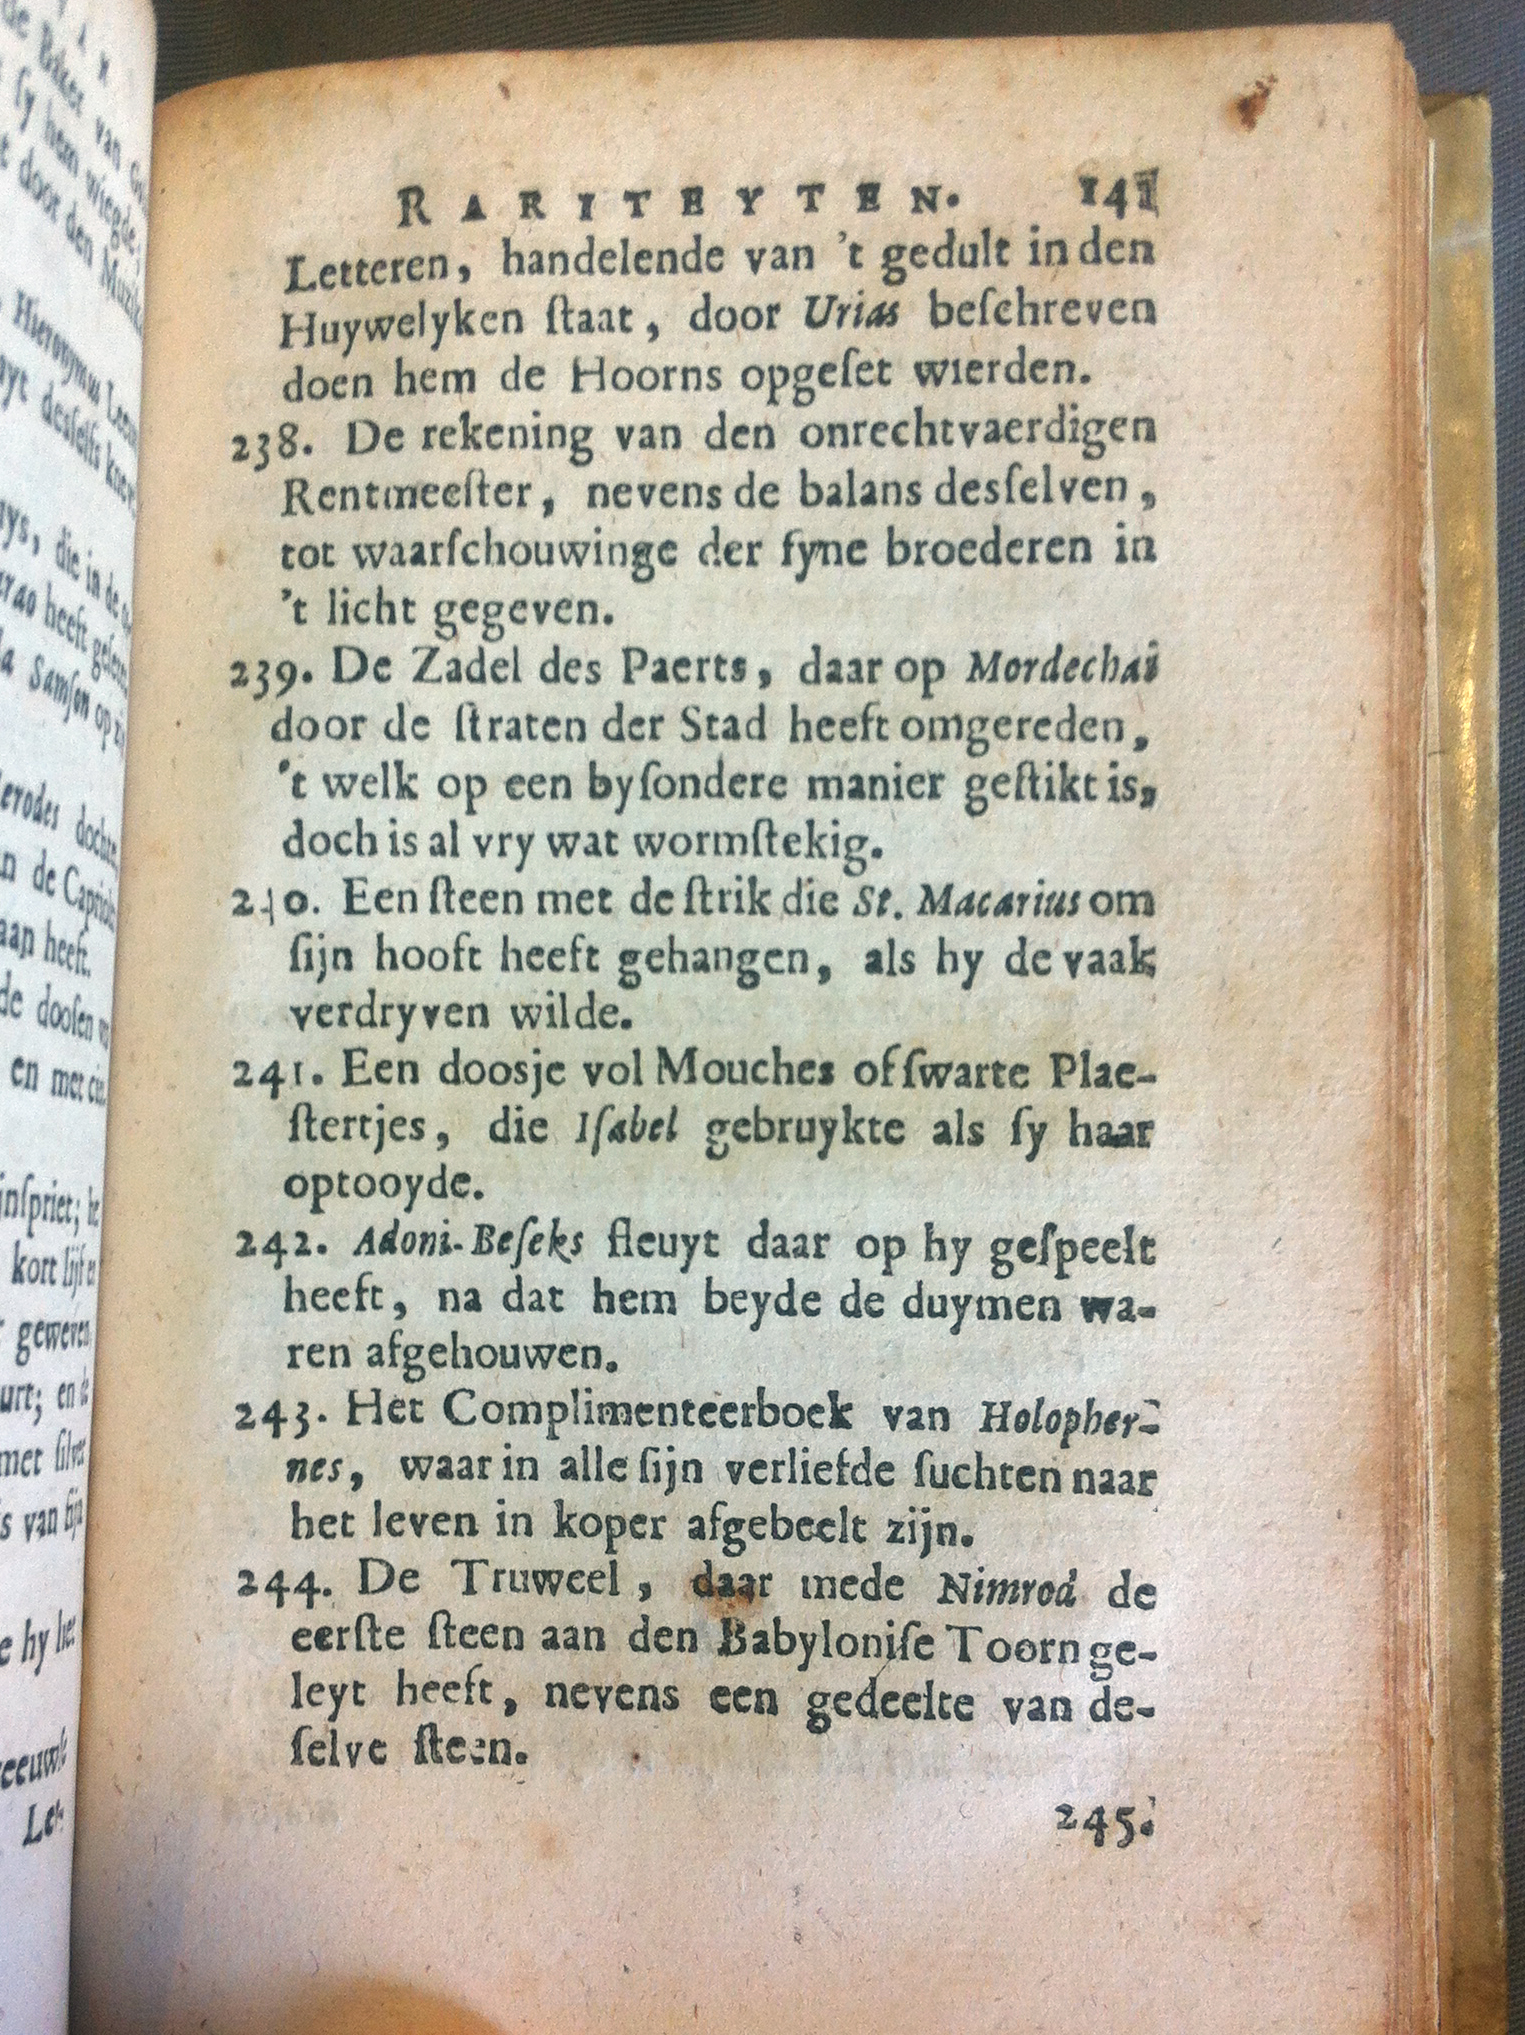 RARITEYTEN. 141
Letteren, handelende van 't gedult in den
Huywelyken ſtaat, door Urias beſchreven
doen hem de Hoorns opgeſet wierden.
238. De rekening van den onrechtvaerdigen
Rentmeeſter, nevens de balans desſelven,
tot waarſchouwinge der fyne broederen in
't licht gegeven.
239. De Zadel des Paerts, daar op Mordechai
door de ſtraten der Stad heeft omgereden,
't welk op een byſondere manier geſtikt is,
doch is al vry wat wormſtekig.
240. Een ſteen met de ſtrik die St. Macarius om
ſijn hooft heeft gehangen, als hy de vaak
verdryven wilde.
241. Een doosje vol Mouches of ſwarte Plae-
ſtertjes, die Iſabel gebruykte als ſy haar
optooyde.
242. Adoni-Beſeks fleuyt daar op hy geſpeelt
heeft, na dat hem beyde de duymen wa-
ren afgehouwen.
243. Het Complimenteerboek van Holopher-
nes, waar in alle ſijn verliefde ſuchten naar
het leven in koper afgebeelt zijn.
244. De Truweel, daar mede Nimrod de
eerſte ſteen aan den Babyloniſe Toorn ge-
leyt heeft, nevens een gedeelte van de-
ſelve ſteen.
245.